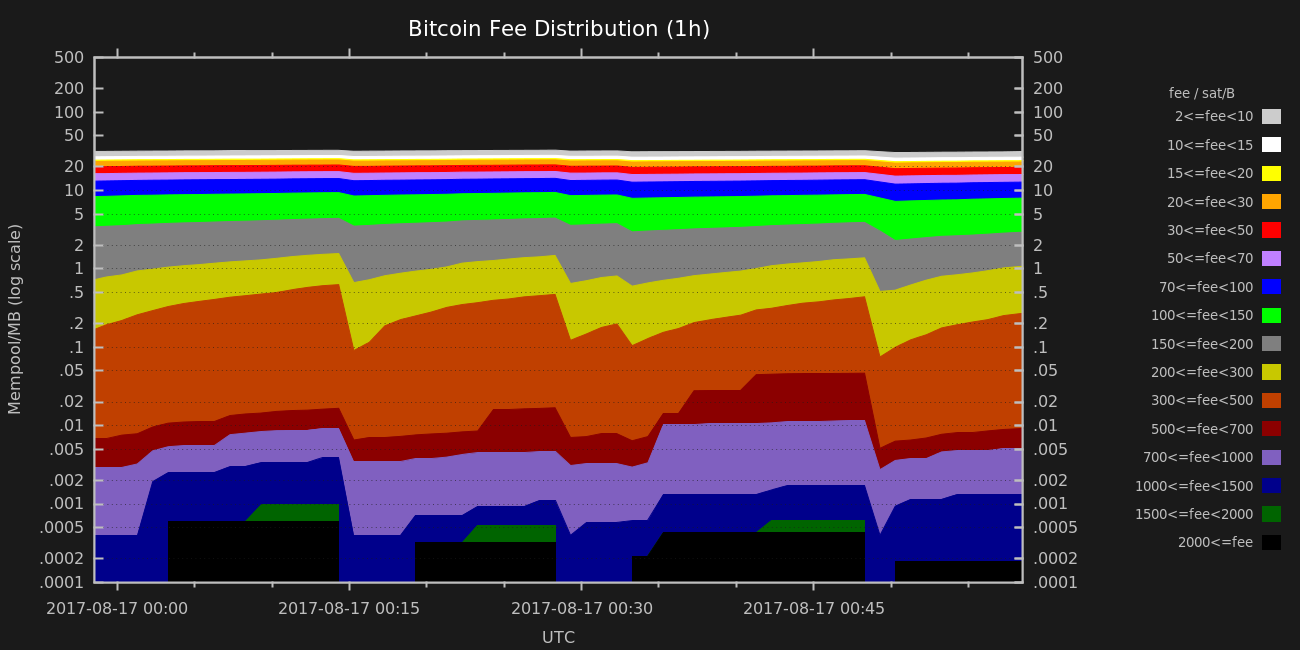 Bitcoin Fee Distribution (1h)
Mempool/MB (log scale)
500
200
100
50
20
10
5
2
1
.5
.2
.1
.05
.02
.01
.005
.002
.001
.0005
.0002
.0001
500
200
100
50
20
10
5
2
1
.5
.2
.1
.05
.02
.01
.005
.002
.001
.0005
.0002
.0001
2017-08-17 00:00
2017-08-17 00:15
2017-08-17 00:30
2017-08-17 00:45
UTC
fee / sat/B
2<=fee<10
10<=fee<15
15<=fee<20
20<=fee<30
30<=fee<50
50<=fee<70
70<=fee<100
100<=fee<150
150<=fee<200
200<=fee<300
300<=fee<500
500<=fee<700
700<=fee<1000
1000<=fee<1500
1500<=fee<2000
2000<=fee